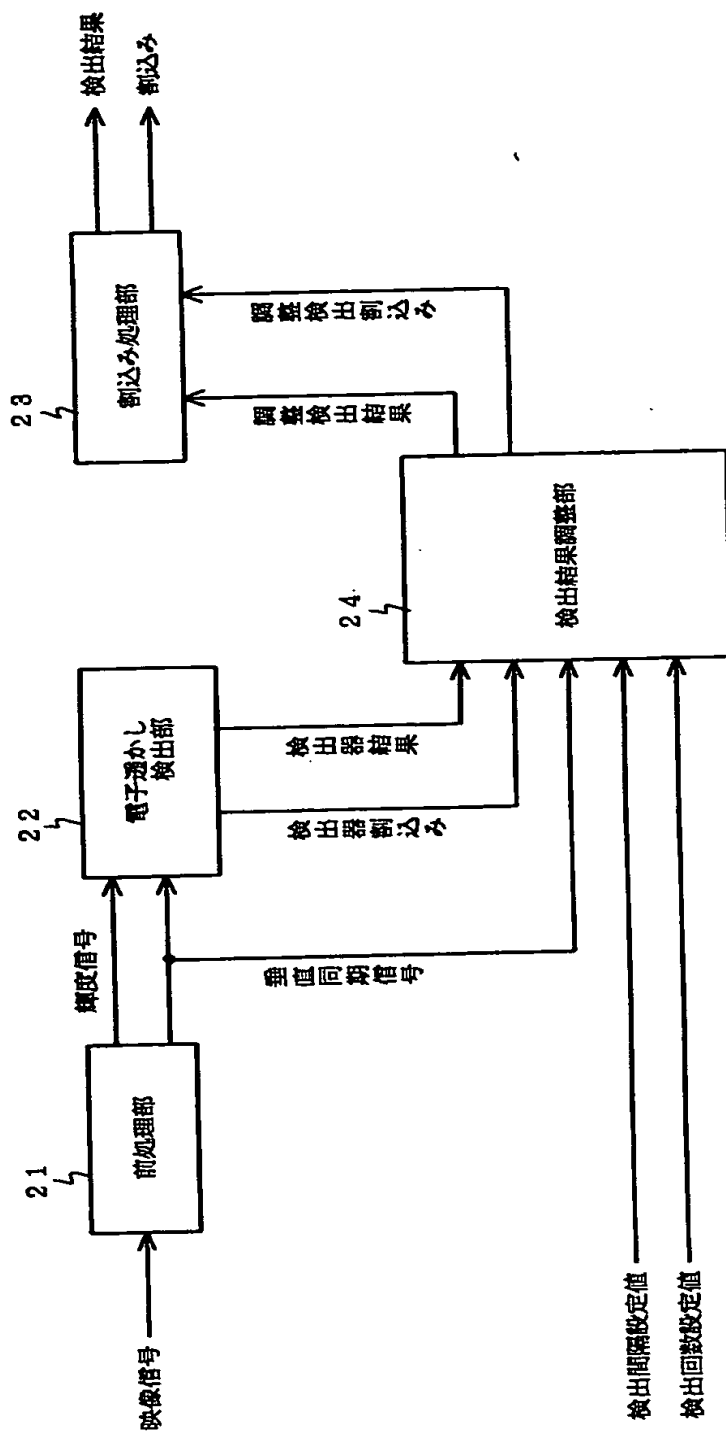 映像信号
21
前処理部
輝度信号
垂直同期信号
22
電子透かし
検出部
検出器結果
検出器割込み
検出間隔設定値
検出回数設定値
24
検出結果調整部
調整検出結果
調整検出割込み
23
割込み処理部
検出結果
割込み